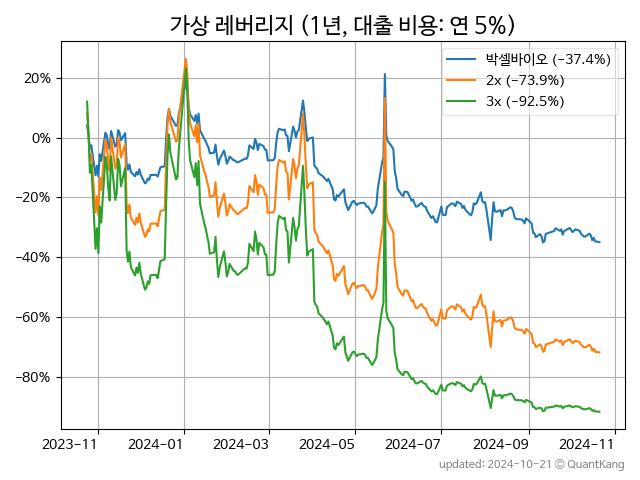 가상 레버리지 (1년, 대출 비용: 연 5%)
박셀바이오 (−37.4%)
2x (−73.9%)
3x (−92.5%)
20%
0%
−20%
−40%
−60%
−80%
2023−11 2024−01 2024−03 2024−05 2024−07 2024−09 2024−11
updated: 2024-10-21 © QuantKang